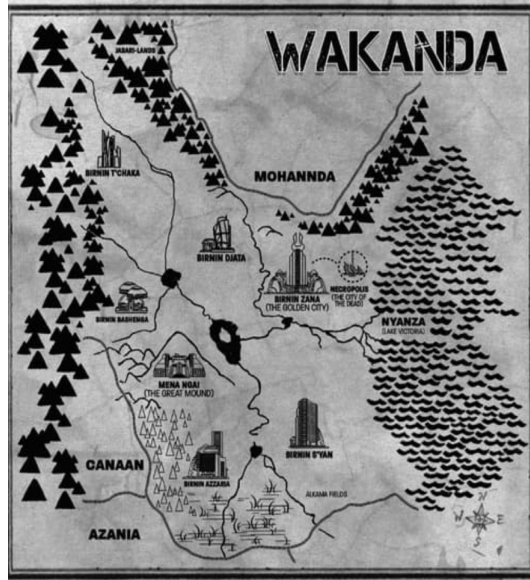 WAKANDA
JABARI-LANDS
BIRNIN T'CHAKA
MOHANNDA
BIRNIN DJATA
BIRNIN ZANA
(THE GOLDEN CITY)
NECROPOLIS
(THE CITY OF
THE DEAD)
BIRNIN BASHENGA
NYANZA
(LAKE VICTORIA)
MENA NGAI
(THE GREAT MOUND)
BIRNIN S'YAN
CANAAN
BIRNIN AZZARIA
ALKAMA FIELDS
AZANIA
N
W
E
S